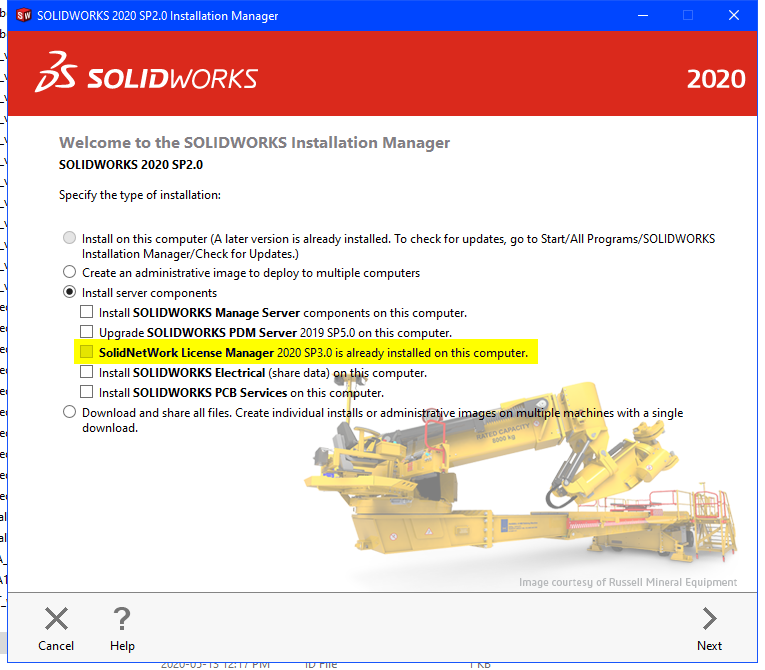 SOLIDWORKS 2020 SP2.0 Installation Manager
SOLIDWORKS
2020
Welcome to the SOLIDWORKS Installation Manager
SOLIDWORKS 2020 SP2.0
Specify the type of installation:
Install on this computer (A later version is already installed. To check for updates, go to Start/All Programs/SOLIDWORKS
Installation Manager/Check for Updates.)
Create an administrative image to deploy to multiple computers
Install server components
Install SOLIDWORKS Manage Server components on this computer.
Upgrade SOLIDWORKS PDM Server 2019 SP5.0 on this computer.
SolidNetWork License Manager 2020 SP3.0 is already installed on this computer.
Install SOLIDWORKS Electrical (share data) on this computer.
Install SOLIDWORKS PCB Services on this computer.
Download and share all files. Create individual installs or administrative images on multiple machines with a single
download.
RATED CAPACITY
8000 kg
Image courtesy of Russell Mineral Equipment
Cancel
Help
Next
2020-05-13 12:17 PM
ID File
1 KB